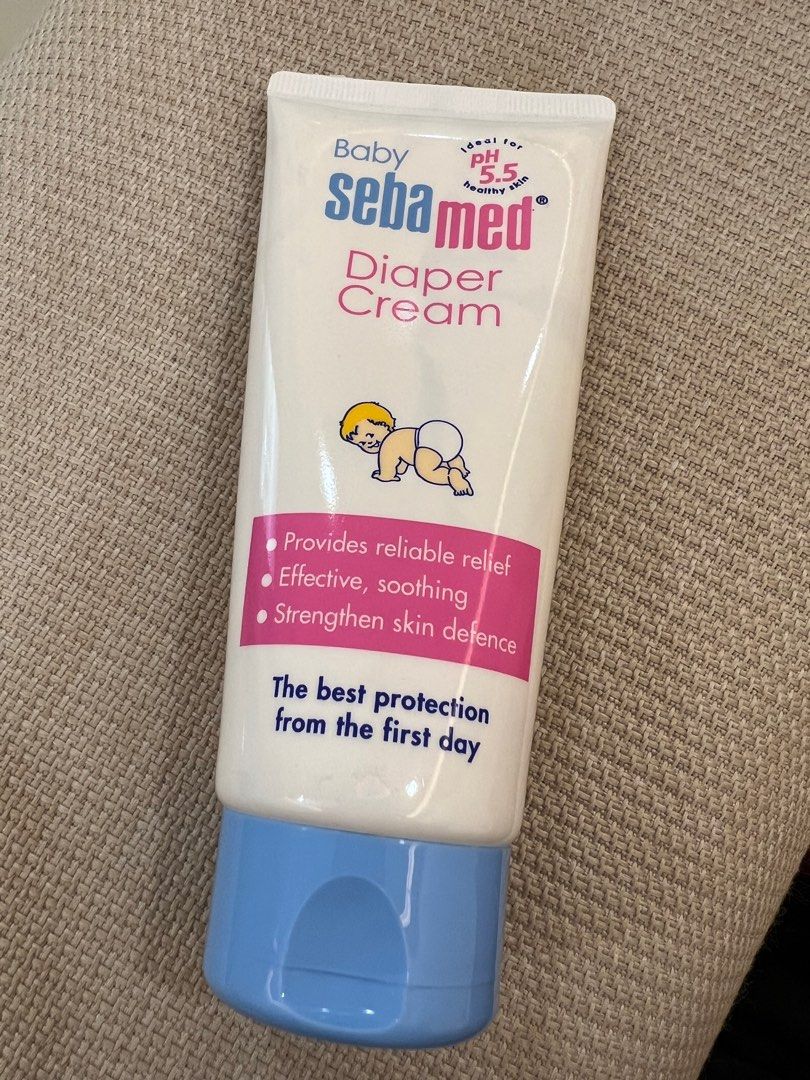 Baby
ideal for
pH
5.5
healthy skin
sebamed®
Diaper
Cream
• Provides reliable relief
• Effective, soothing
• Strengthen skin defence
The best protection
from the first day